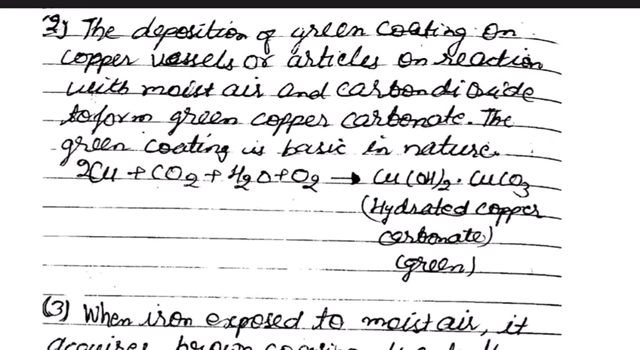 2) The deposition of green coating on
copper vessels or articles on reaction
with moist air and carbondioxide
to form green copper carbonate. The
green coating is basic in nature.
2Cu + CO2 + H2O + O2 → Cu(OH)2 · CuCO3
(Hydrated copper
carbonate)
(green)
(3) When iron exposed to moist air, it
acquires brown